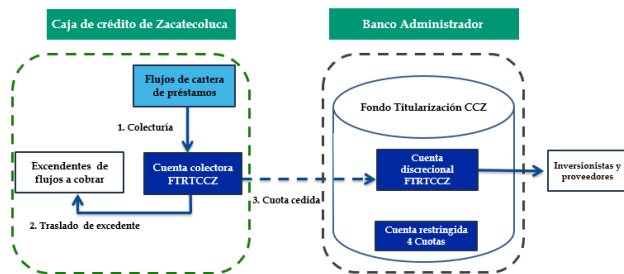 Caja de crédito de Zacatecoluca
Banco Administrador
Flujos de cartera
de préstamos
1. Colecturía
Fondo Titularización CCZ
Excendentes de
flujos a cobrar
Cuenta colectora
FTRTCCZ
3. Cuota cedida
Cuenta
discrecional
FTRTCCZ
Inversionistas y
proveedores
2. Traslado de excedente
Cuenta restringida
4 Cuotas